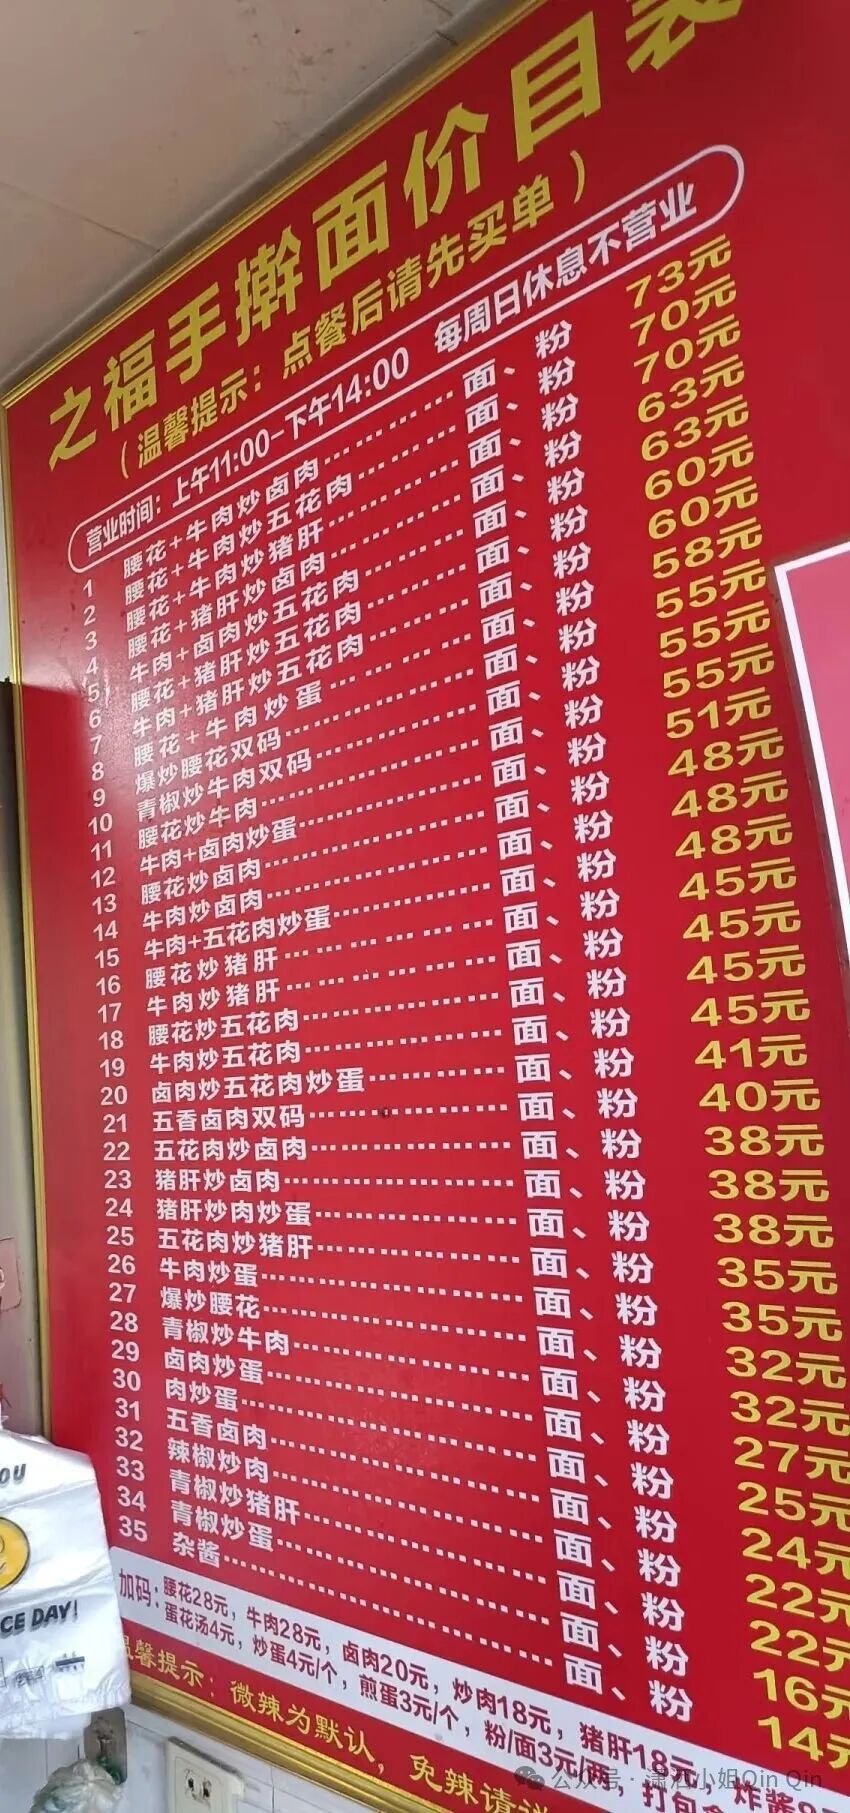 之福手擀面价目表
（温馨提示：点餐后请先买单）
营业时间：上午11:00-下午14:00 每周日休息不营业
1 腰花+牛肉炒卤肉………………面、粉 73元
2 腰花+牛肉炒五花肉………………面、粉 70元
3 腰花+牛肉炒猪肝………………面、粉 70元
4 腰花+猪肝炒卤肉………………面、粉 63元
5 牛肉+卤肉炒五花肉………………面、粉 63元
6 腰花+猪肝炒五花肉………………面、粉 60元
7 牛肉+猪肝炒五花肉………………面、粉 60元
8 腰花+牛肉炒蛋………………面、粉 58元
9 爆炒腰花双码………………面、粉 55元
10 青椒炒牛肉双码………………面、粉 55元
11 腰花炒牛肉………………面、粉 55元
12 牛肉+卤肉炒蛋………………面、粉 51元
13 腰花炒卤肉………………面、粉 48元
14 牛肉炒卤肉………………面、粉 48元
15 牛肉+五花肉炒蛋………………面、粉 48元
16 腰花炒猪肝………………面、粉 45元
17 牛肉炒猪肝………………面、粉 45元
18 腰花炒五花肉………………面、粉 45元
19 牛肉炒五花肉………………面、粉 45元
20 卤肉炒五花肉炒蛋………………面、粉 41元
21 五香卤肉双码………………面、粉 40元
22 五花肉炒卤肉………………面、粉 38元
23 猪肝炒卤肉………………面、粉 38元
24 猪肝炒肉炒蛋………………面、粉 38元
25 五花肉炒猪肝………………面、粉 35元
26 牛肉炒蛋………………面、粉 35元
27 爆炒腰花………………面、粉 32元
28 青椒炒牛肉………………面、粉 32元
29 卤肉炒蛋………………面、粉 27元
30 肉炒蛋………………面、粉 25元
31 五香卤肉………………面、粉 24元
32 辣椒炒肉………………面、粉 22元
33 青椒炒猪肝………………面、粉 22元
34 青椒炒蛋………………面、粉 16元
35 杂酱………………面、粉 14元
加码：腰花28元，牛肉28元，卤肉20元，炒肉18元，猪肝18元，炸酱
蛋花汤4元，炒蛋4元/个，煎蛋3元/个，粉/面3元/两，打包
温馨提示：微辣为默认，免辣请
OU
CE DAY!
公众号·潇洒小姐Qin Qin